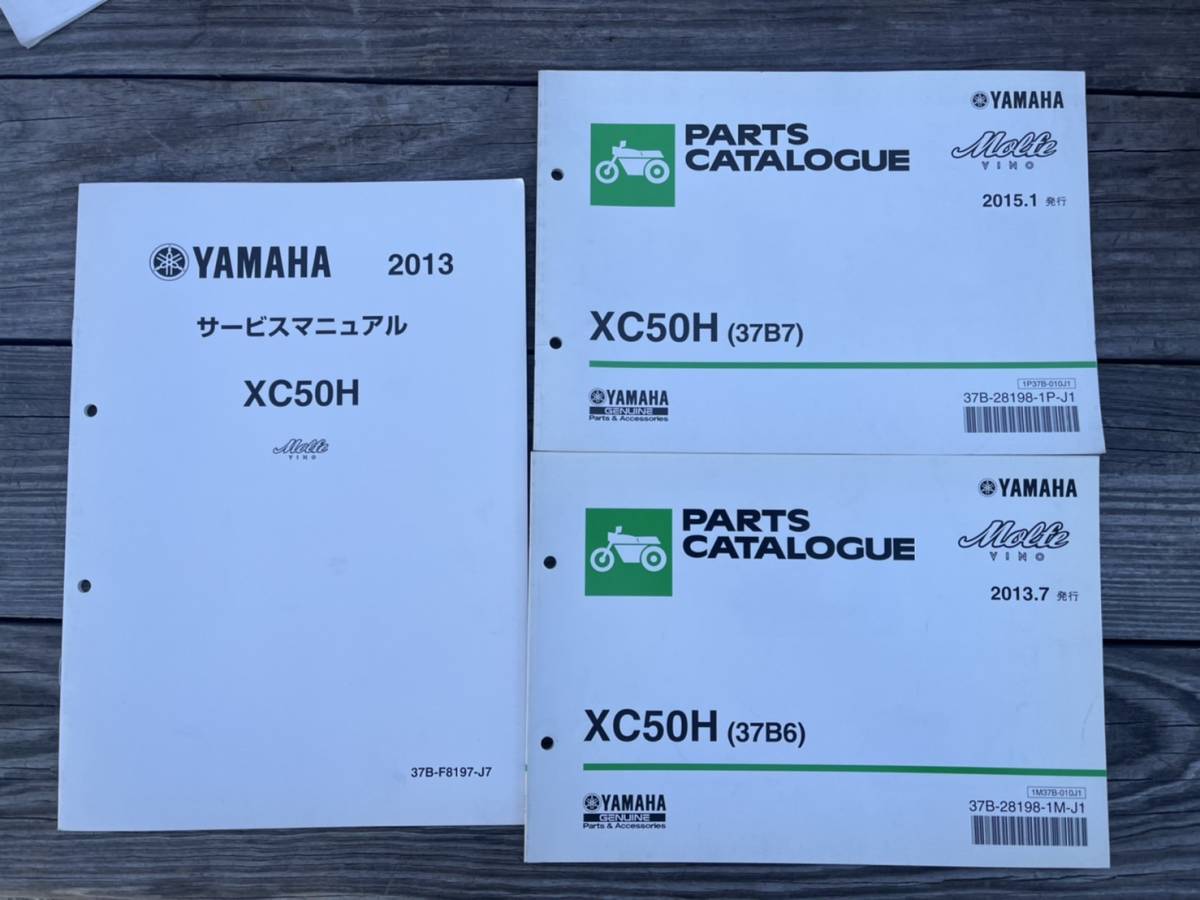 YAMAHA 2013
サービスマニュアル
XC50H
Molfe
VINO
37B-F8197-J7
YAMAHA
PARTS
CATALOGUE
Molfe
VINO
2015.1 発行
XC50H (37B7)
YAMAHA
GENUINE
Parts & Accessories
1P37B-010J1
37B-28198-1P-J1
YAMAHA
PARTS
CATALOGUE
Molfe
VINO
2013.7 発行
XC50H (37B6)
YAMAHA
GENUINE
Parts & Accessories
1M37B-010J1
37B-28198-1M-J1